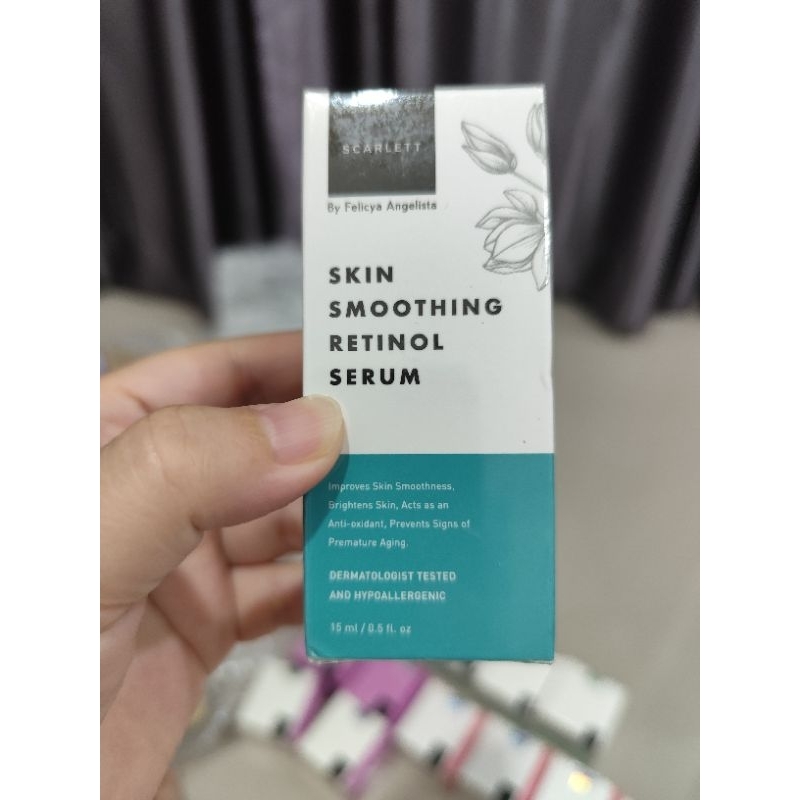 SCARLETT
By Felicya Angelista
SKIN
SMOOTHING
RETINOL
SERUM
Improves Skin Smoothness,
Brightens Skin, Acts as an
Anti-oxidant, Prevents Signs of
Premature Aging.
DERMATOLOGIST TESTED
AND HYPOALLERGENIC
15 ml / 0.5 fl. oz